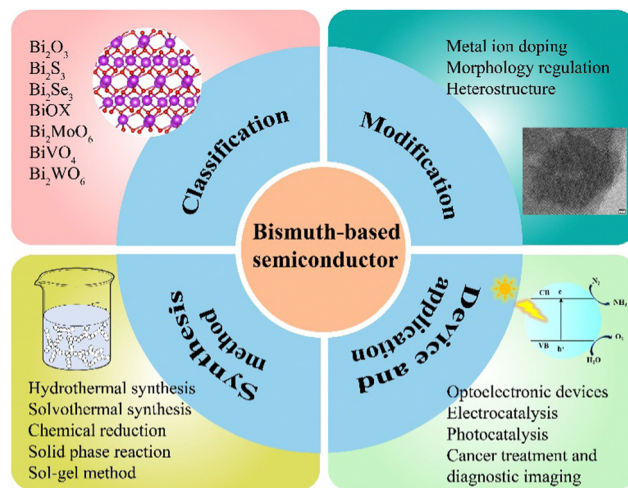 Bi₂O₃
Bi₂S₃
Bi₂Se₃
BiOX
Bi₂MoO₆
BiVO₄
Bi₂WO₆
Classification
Metal ion doping
Morphology regulation
Heterostructure
Modification
Bismuth-based
semiconductor
Synthesis
method
Hydrothermal synthesis
Solvothermal synthesis
Chemical reduction
Solid phase reaction
Sol-gel method
Device and
application
CB
e
N₂
VB
h⁺
O₂
H₂O
Optoelectronic devices
Electrocatalysis
Photocatalysis
Cancer treatment and
diagnostic imaging